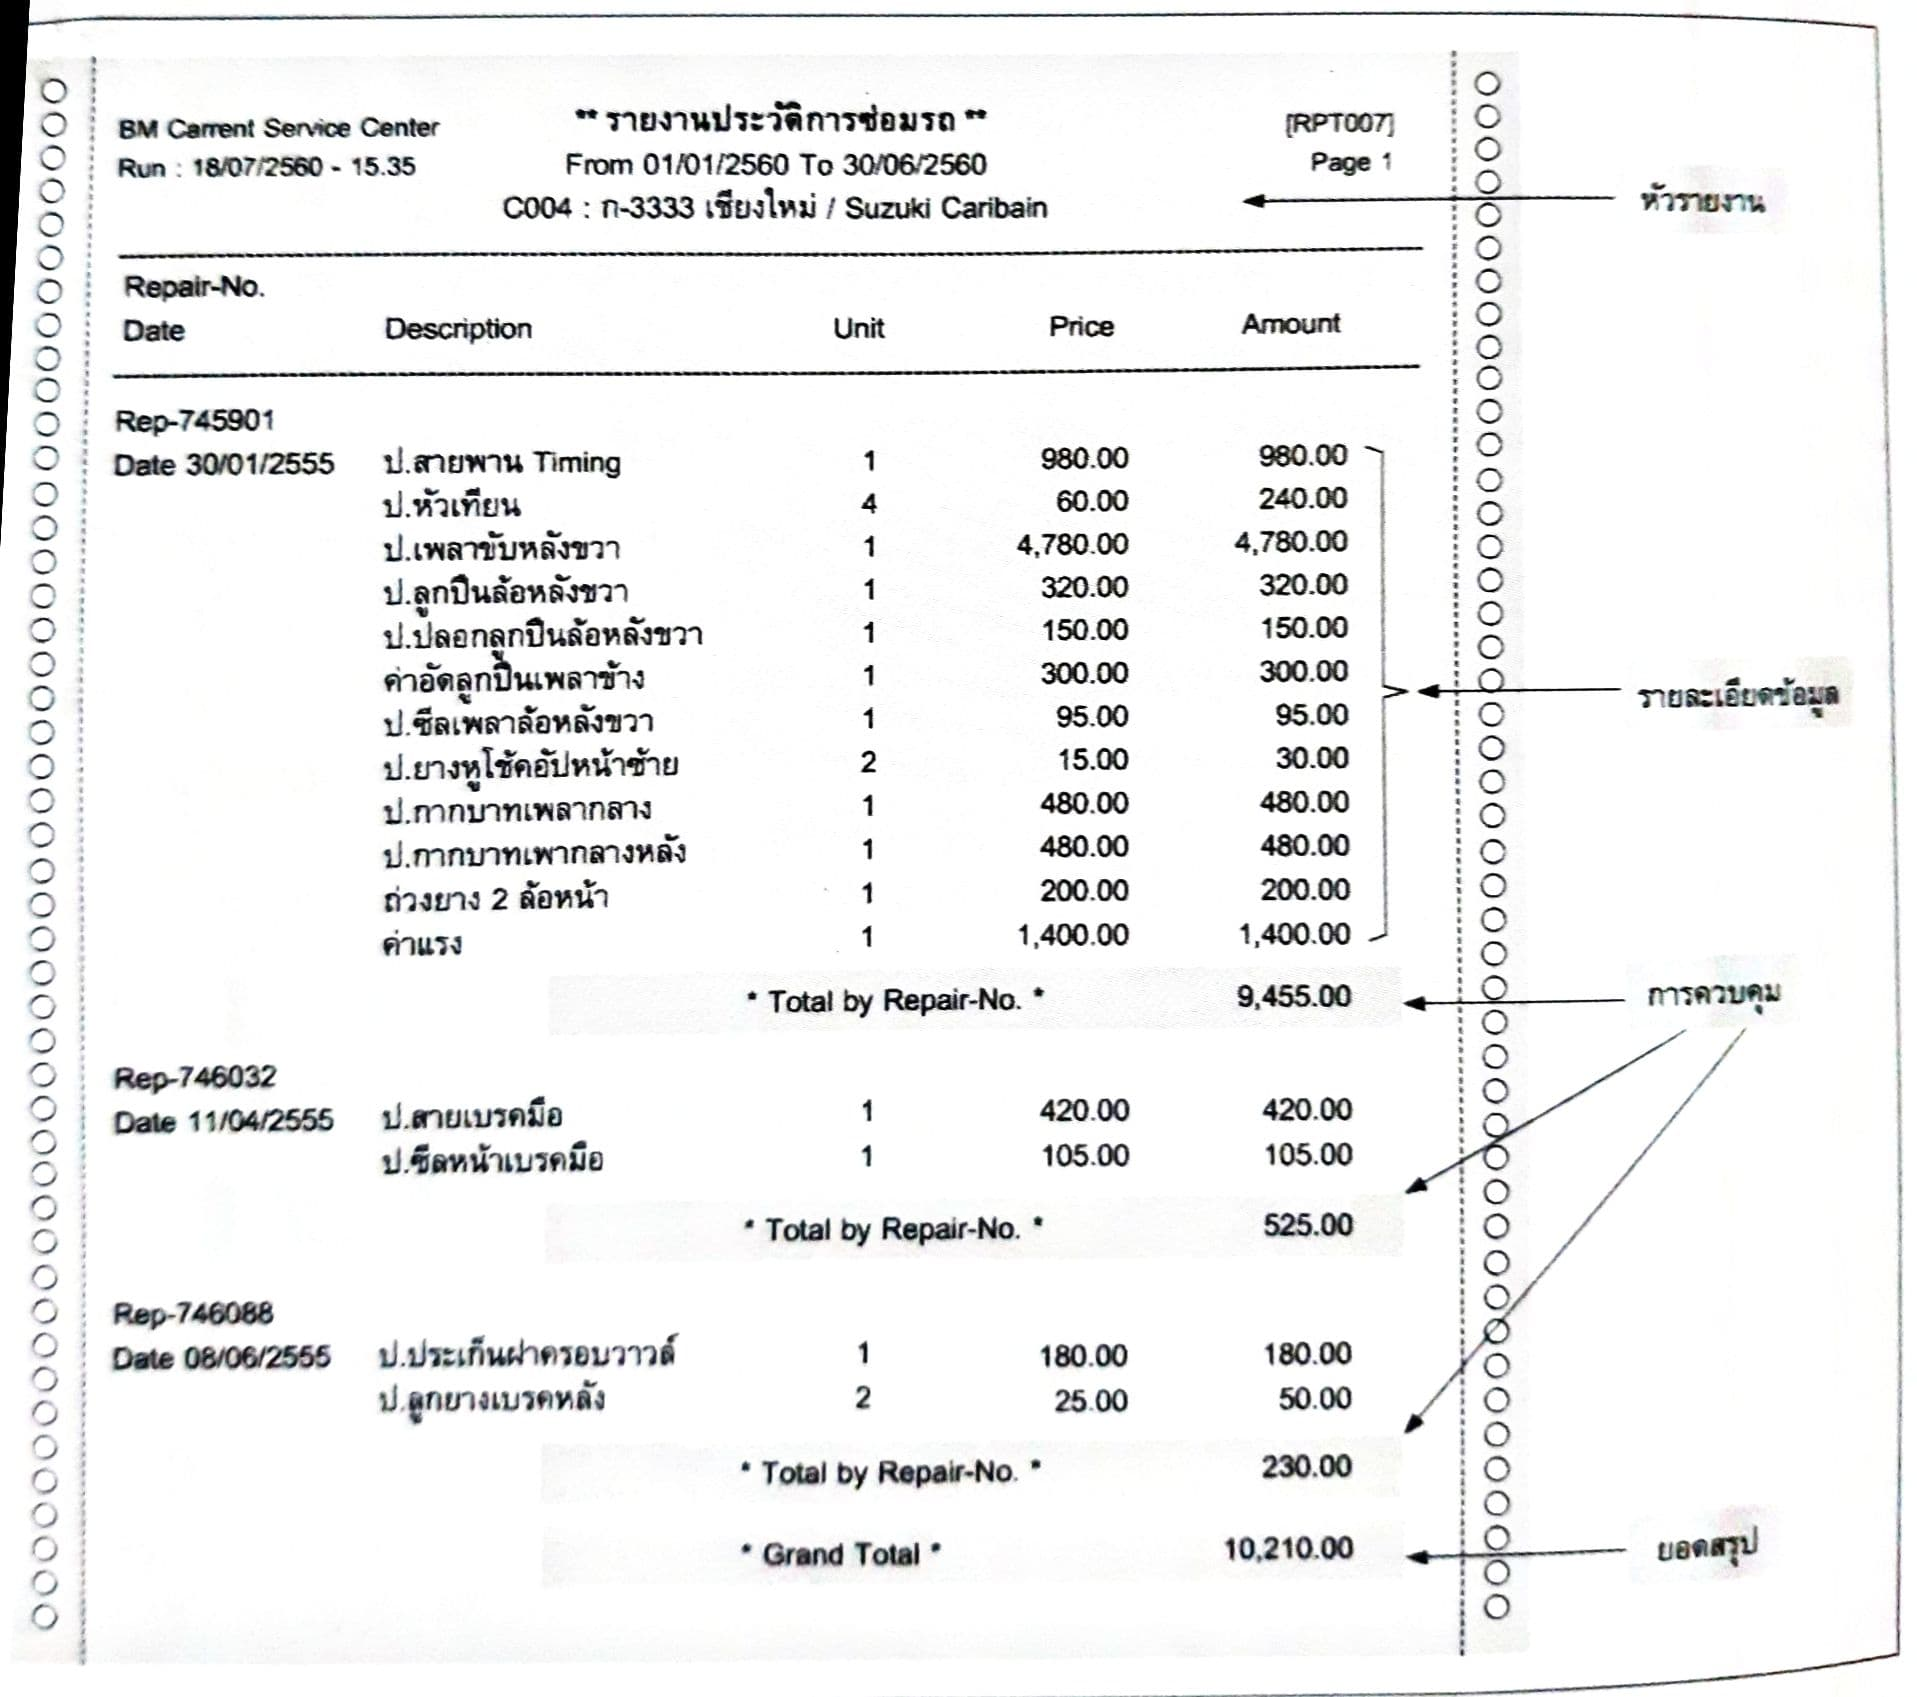 BM Carrent Service Center ** รายงานประวัติการซ่อมรถ ** [RPT007]
Run : 18/07/2560 - 15.35 From 01/01/2560 To 30/06/2560 Page 1
C004 : ก-3333 เชียงใหม่ / Suzuki Caribain หัวรายงาน
Repair-No.
Date Description Unit Price Amount
Rep-745901
Date 30/01/2555 ป.สายพาน Timing 1 980.00 980.00
ป.หัวเทียน 4 60.00 240.00
ป.เพลาขับหลังขวา 1 4,780.00 4,780.00
ป.ลูกปืนล้อหลังขวา 1 320.00 320.00
ป.ปลอกลูกปืนล้อหลังขวา 1 150.00 150.00
ค่าอัดลูกปืนเพลาข้าง 1 300.00 300.00
รายละเอียดข้อมูล
ป.ซีลเพลาล้อหลังขวา 1 95.00 95.00
ป.ยางหูโช้คอัปหน้าซ้าย 2 15.00 30.00
ป.กากบาทเพลากลาง 1 480.00 480.00
ป.กากบาทเพากลางหลัง 1 480.00 480.00
ถ่วงยาง 2 ล้อหน้า 1 200.00 200.00
ค่าแรง 1 1,400.00 1,400.00
* Total by Repair-No. * 9,455.00 การควบคุม
Rep-746032
Date 11/04/2555 ป.สายเบรคมือ 1 420.00 420.00
ป.ซีลหน้าเบรคมือ 1 105.00 105.00
* Total by Repair-No. * 525.00
Rep-746088
Date 08/06/2555 ป.ประเก็นฝาครอบวาวล์ 1 180.00 180.00
ป.ลูกยางเบรคหลัง 2 25.00 50.00
* Total by Repair-No. * 230.00
* Grand Total * 10,210.00 ยอดสรุป